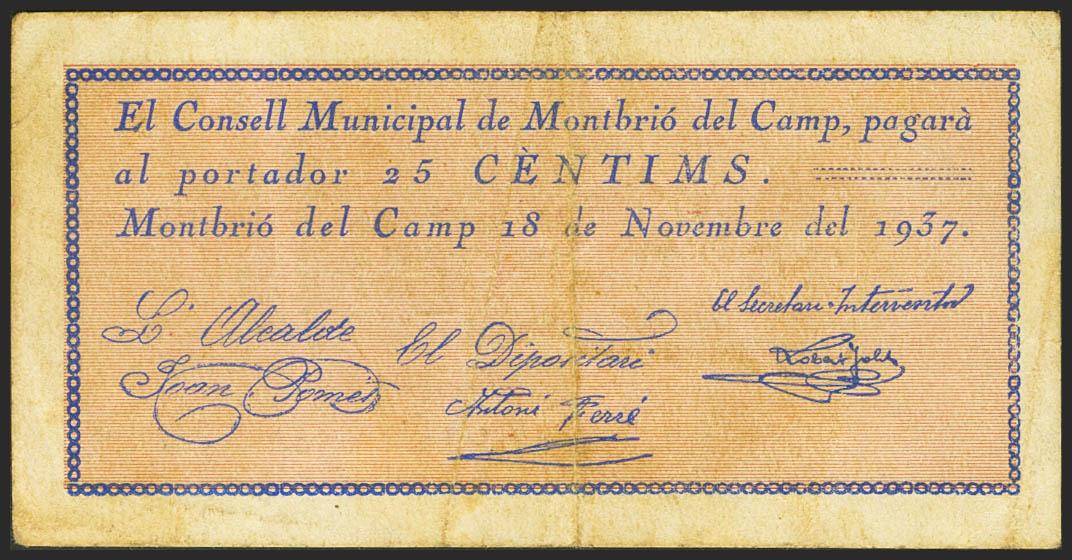 El Consell Municipal de Montbrió del Camp, pagarà
al portador 25 CÈNTIMS.
Montbrió del Camp 18 de Novembre del 1937.
L'Alcalde
Joan Pomés
El Dipositari
Antoni Ferré
El Secretari-Interventor